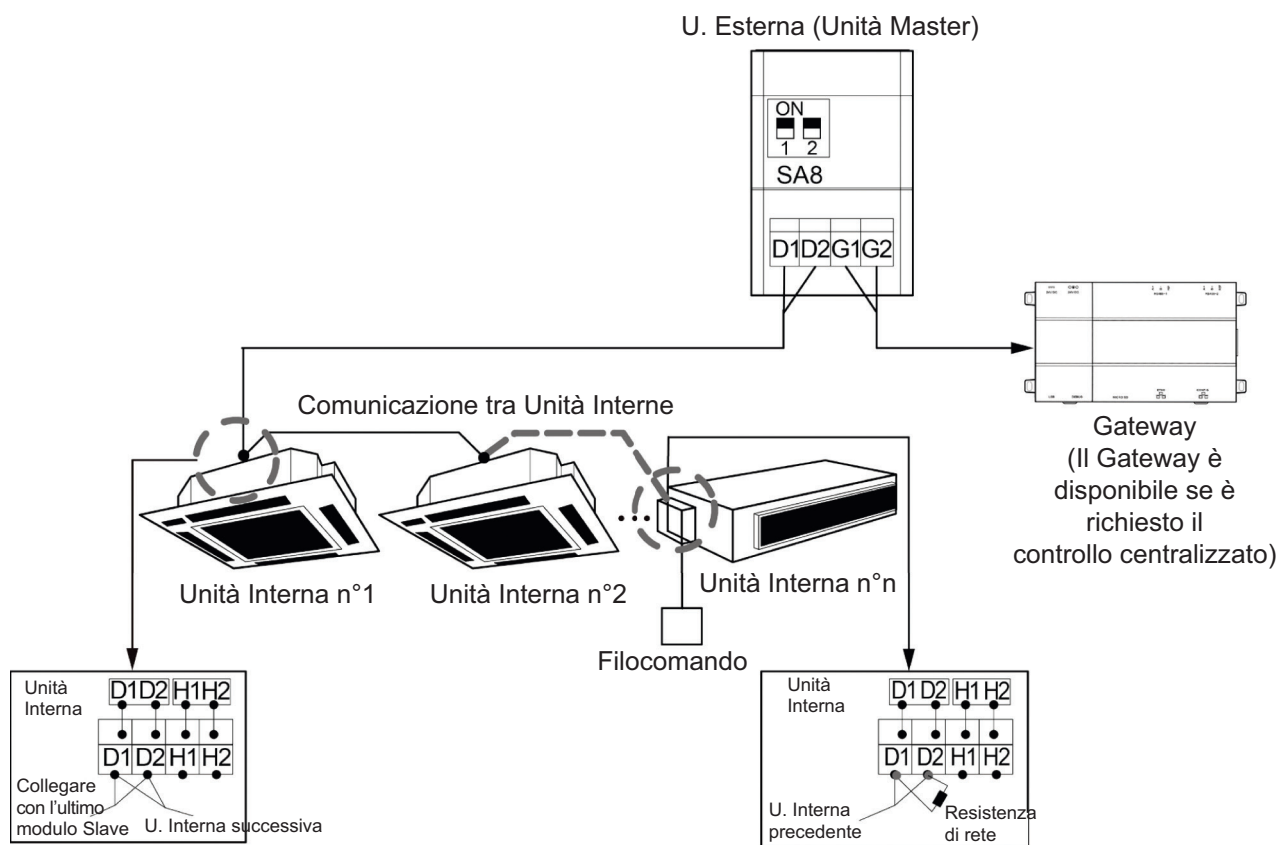 U. Esterna (Unità Master)
ON
1 2
SA8
D1 D2 G1 G2
Comunicazione tra Unità Interne
Gateway
(Il Gateway è
disponibile se è
richiesto il
controllo centralizzato)
Unità Interna n°1
Unità Interna n°2
Unità Interna n°n
Filocomando
Unità
Interna
D1 D2 H1 H2
D1 D2 H1 H2
Collegare
con l'ultimo
modulo Slave
U. Interna successiva
Unità
Interna
D1 D2 H1 H2
D1 D2 H1 H2
U. Interna
precedente
Resistenza
di rete